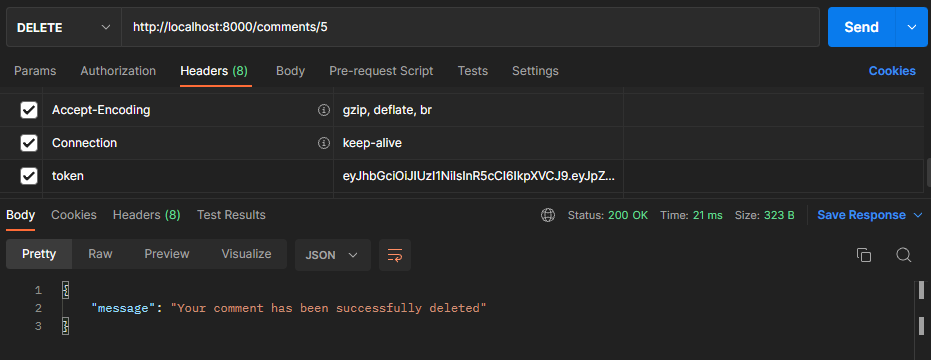 DELETE http://localhost:8000/comments/5 Send
Params Authorization Headers (8) Body Pre-request Script Tests Settings Cookies
Accept-Encoding gzip, deflate, br
Connection keep-alive
token eyJhbGciOiJIUzI1NiIsInR5cCI6IkpXVCJ9.eyJpZ...
Body Cookies Headers (8) Test Results Status: 200 OK Time: 21 ms Size: 323 B Save Response
Pretty Raw Preview Visualize JSON
1 {
2 "message": "Your comment has been successfully deleted"
3 }